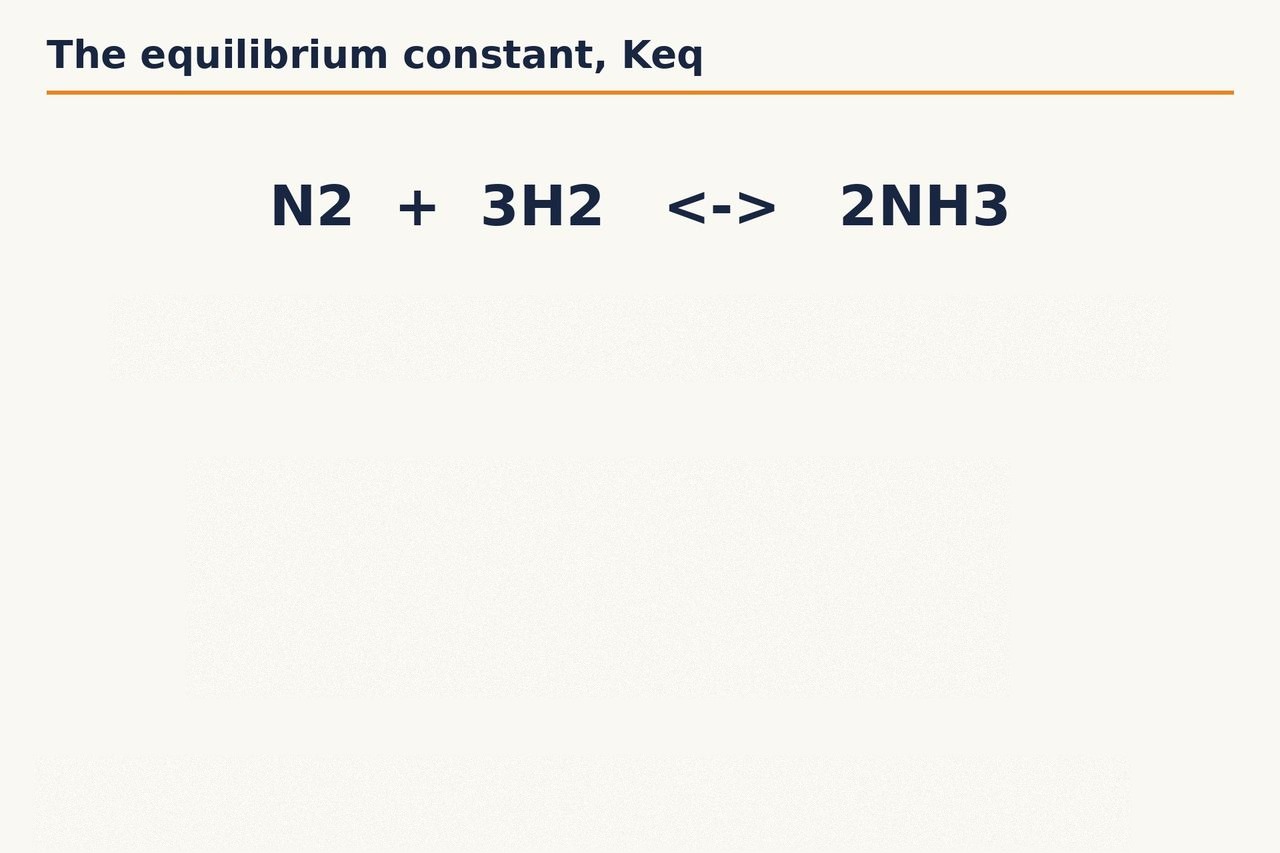 The equilibrium constant, Keq
N2 + 3H2 <-> 2NH3